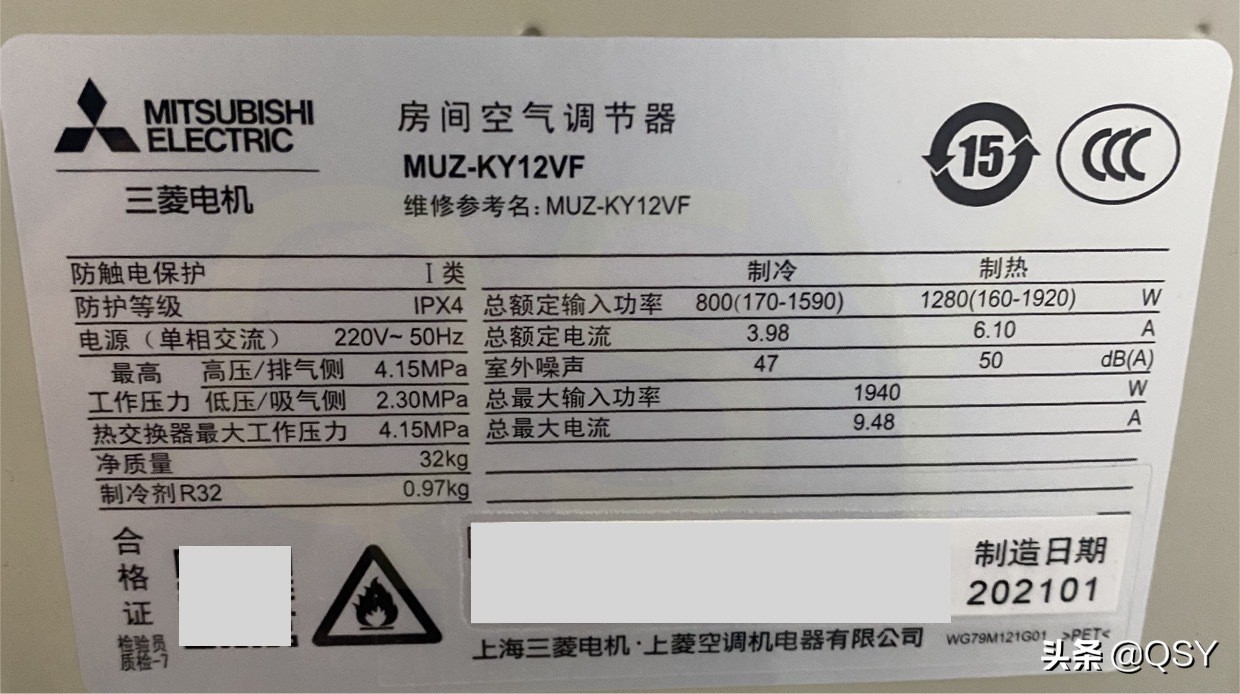 MITSUBISHI
ELECTRIC
三菱电机
房间空气调节器
MUZ-KY12VF
维修参考名：MUZ-KY12VF
15
CCC
防触电保护 I 类
防护等级 IPX4
电源（单相交流） 220V~ 50Hz
最高 高压/排气侧 4.15MPa
工作压力 低压/吸气侧 2.30MPa
热交换器最大工作压力 4.15MPa
净质量 32kg
制冷剂R32 0.97kg
制冷 制热
总额定输入功率 800(170-1590) 1280(160-1920) W
总额定电流 3.98 6.10 A
室外噪声 47 50 dB(A)
总最大输入功率 1940 W
总最大电流 9.48 A
合格证
检验员
质检-7
制造日期
202101
上海三菱电机·上菱空调机电器有限公司 WG79M121G01 >PET<
头条 @QSY